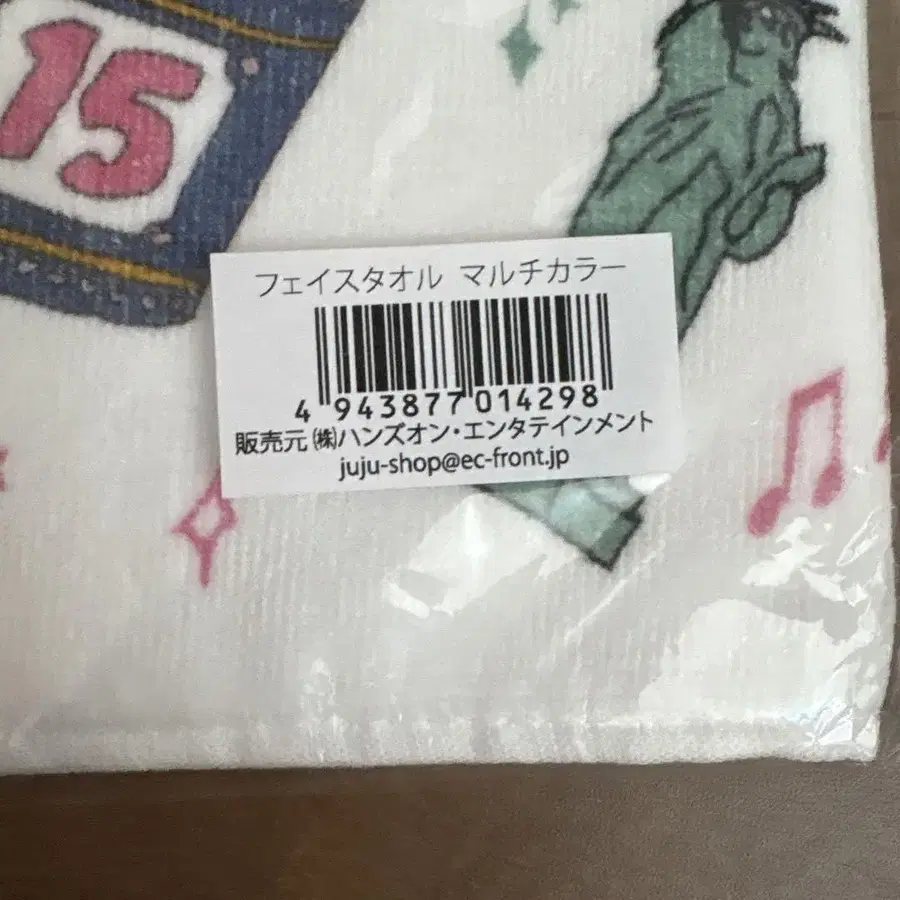 15
フェイスタオル マルチカラー
4 943877 014298
販売元 ㈱ハンズオン・エンタテインメント
juju-shop@ec-front.jp